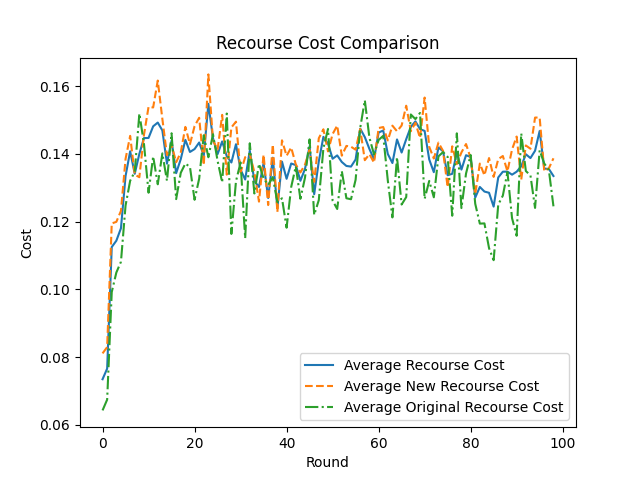 Recourse Cost Comparison
0.16
0.14
0.12
0.10
0.08
0.06
Cost
Average Recourse Cost
Average New Recourse Cost
Average Original Recourse Cost
0 20 40 60 80 100
Round